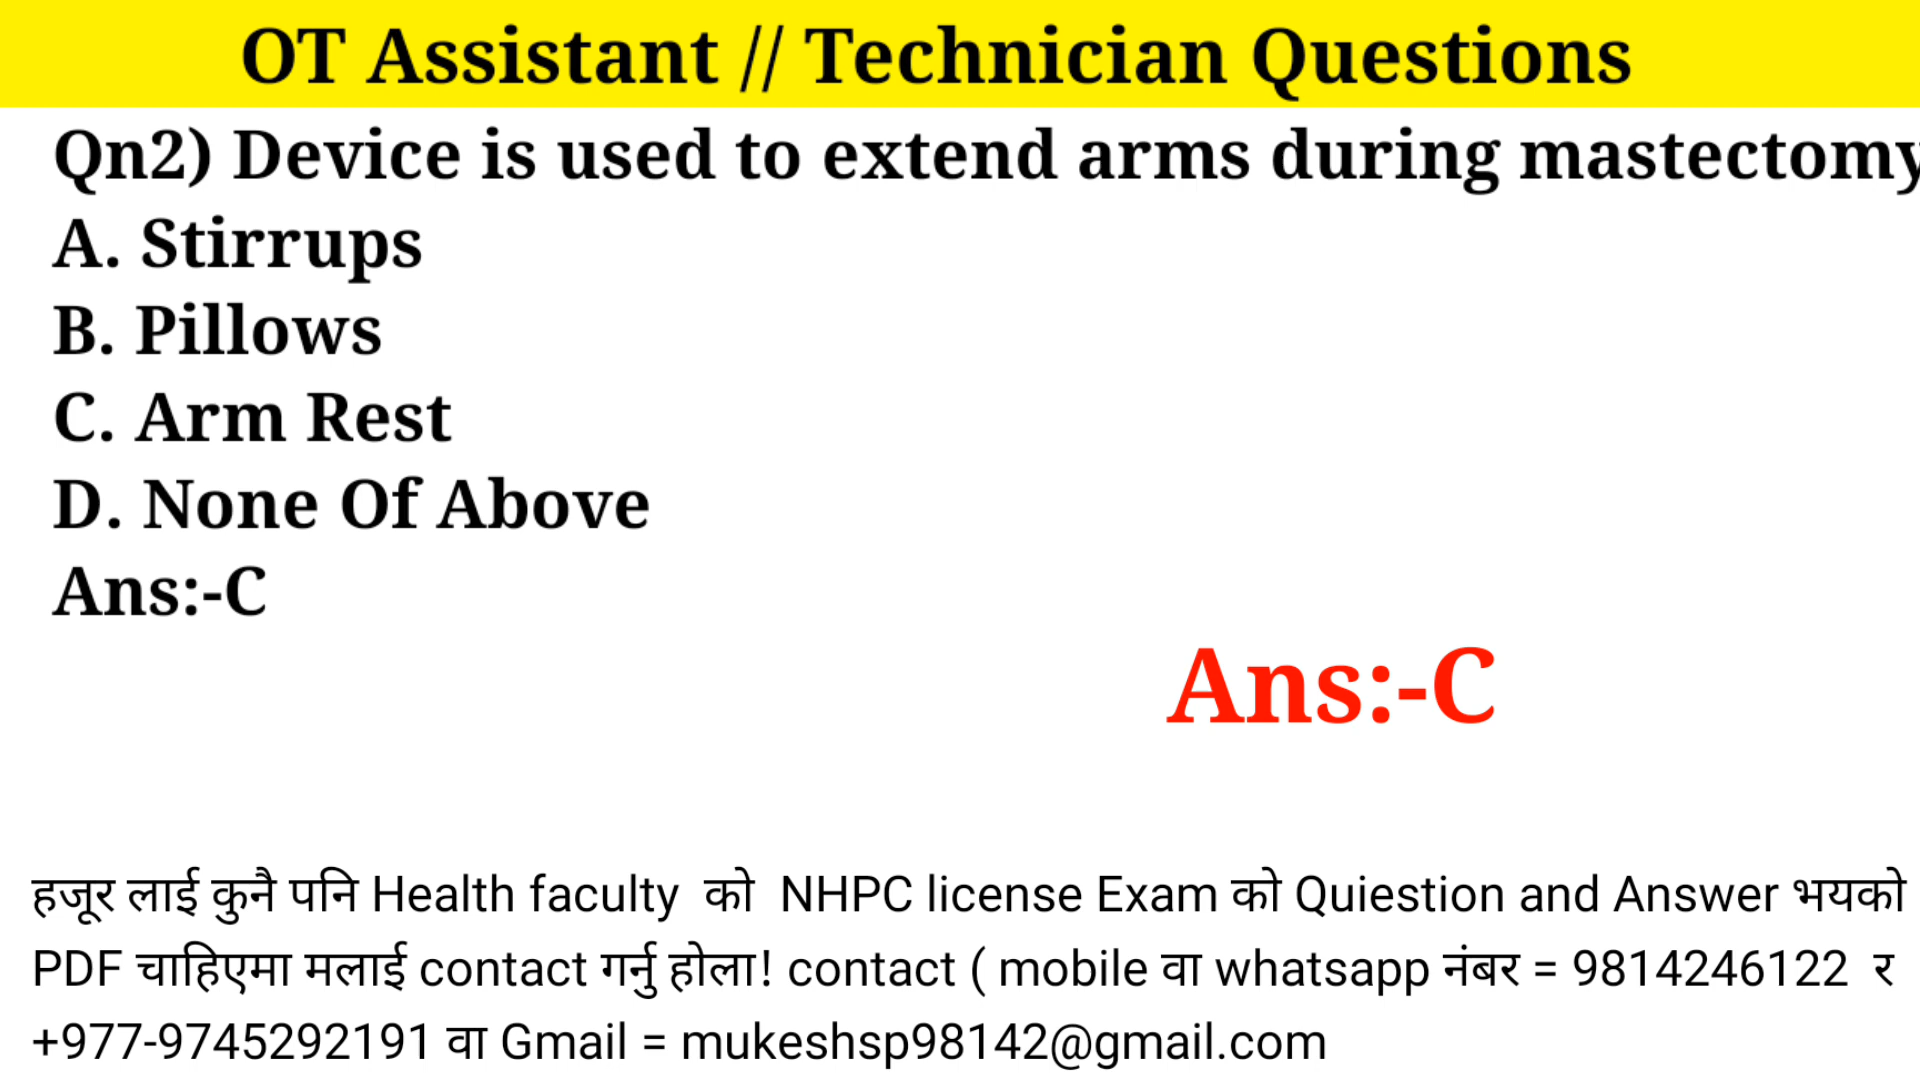 OT Assistant // Technician Questions
Qn2) Device is used to extend arms during mastectomy
A. Stirrups
B. Pillows
C. Arm Rest
D. None Of Above
Ans:-C
Ans:-C
हजूर लाई कुनै पनि Health faculty को NHPC license Exam को Quiestion and Answer भयको
PDF चाहिएमा मलाई contact गर्नु होला! contact ( mobile वा whatsapp नंबर = 9814246122 र
+977-9745292191 वा Gmail = mukeshsp98142@gmail.com